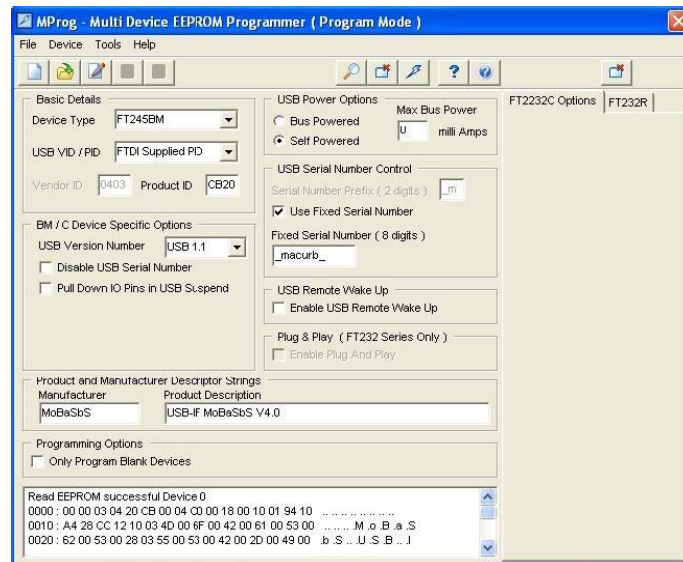 MProg - Multi Device EEPROM Programmer ( Program Mode )
File Device Tools Help
Basic Details
Device Type FT245BM
USB VID / PID FTDI Supplied PID
Vendor ID 0403 Product ID CB20
BM / C Device Specific Options
USB Version Number USB 1.1
Disable USB Serial Number
Pull Down IO Pins in USB Suspend
USB Power Options
Bus Powered
Self Powered
Max Bus Power
milli Amps
USB Serial Number Control
Serial Number Prefix ( 2 digits ) _m
Use Fixed Serial Number
Fixed Serial Number ( 8 digits )
_macurb_
USB Remote Wake Up
Enable USB Remote Wake Up
Plug & Play ( FT232 Series Only )
Enable Plug And Play
FT2232C Options FT232R
Product and Manufacturer Descriptor Strings
Manufacturer Product Description
MoBaSbS USB-IF MoBaSbS V4.0
Programming Options
Only Program Blank Devices
Read EEPROM successful Device 0
0000 : 00 00 03 04 20 CB 00 04 C0 00 18 00 10 01 94 10 .. .. .. .. .. .. .. ..
0010 : A4 28 CC 12 10 03 4D 00 6F 00 42 00 61 00 53 00 .. .. .. .M .o .B .a .S
0020 : 62 00 53 00 28 03 55 00 53 00 42 00 2D 00 49 00 .b .S .. .U .S .B .. .I